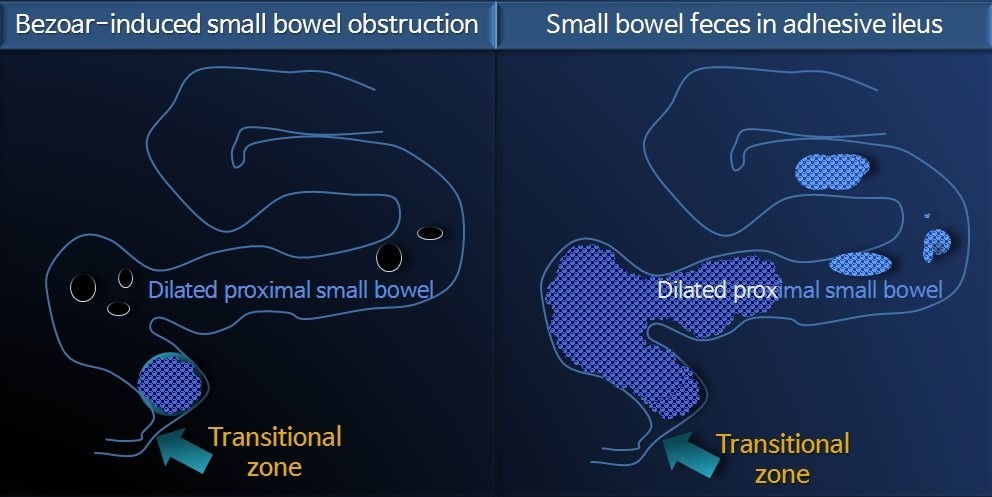 Bezoar-induced small bowel obstruction
Small bowel feces in adhesive ileus
Dilated proximal small bowel
Transitional
zone
Dilated proximal small bowel
Transitional
zone